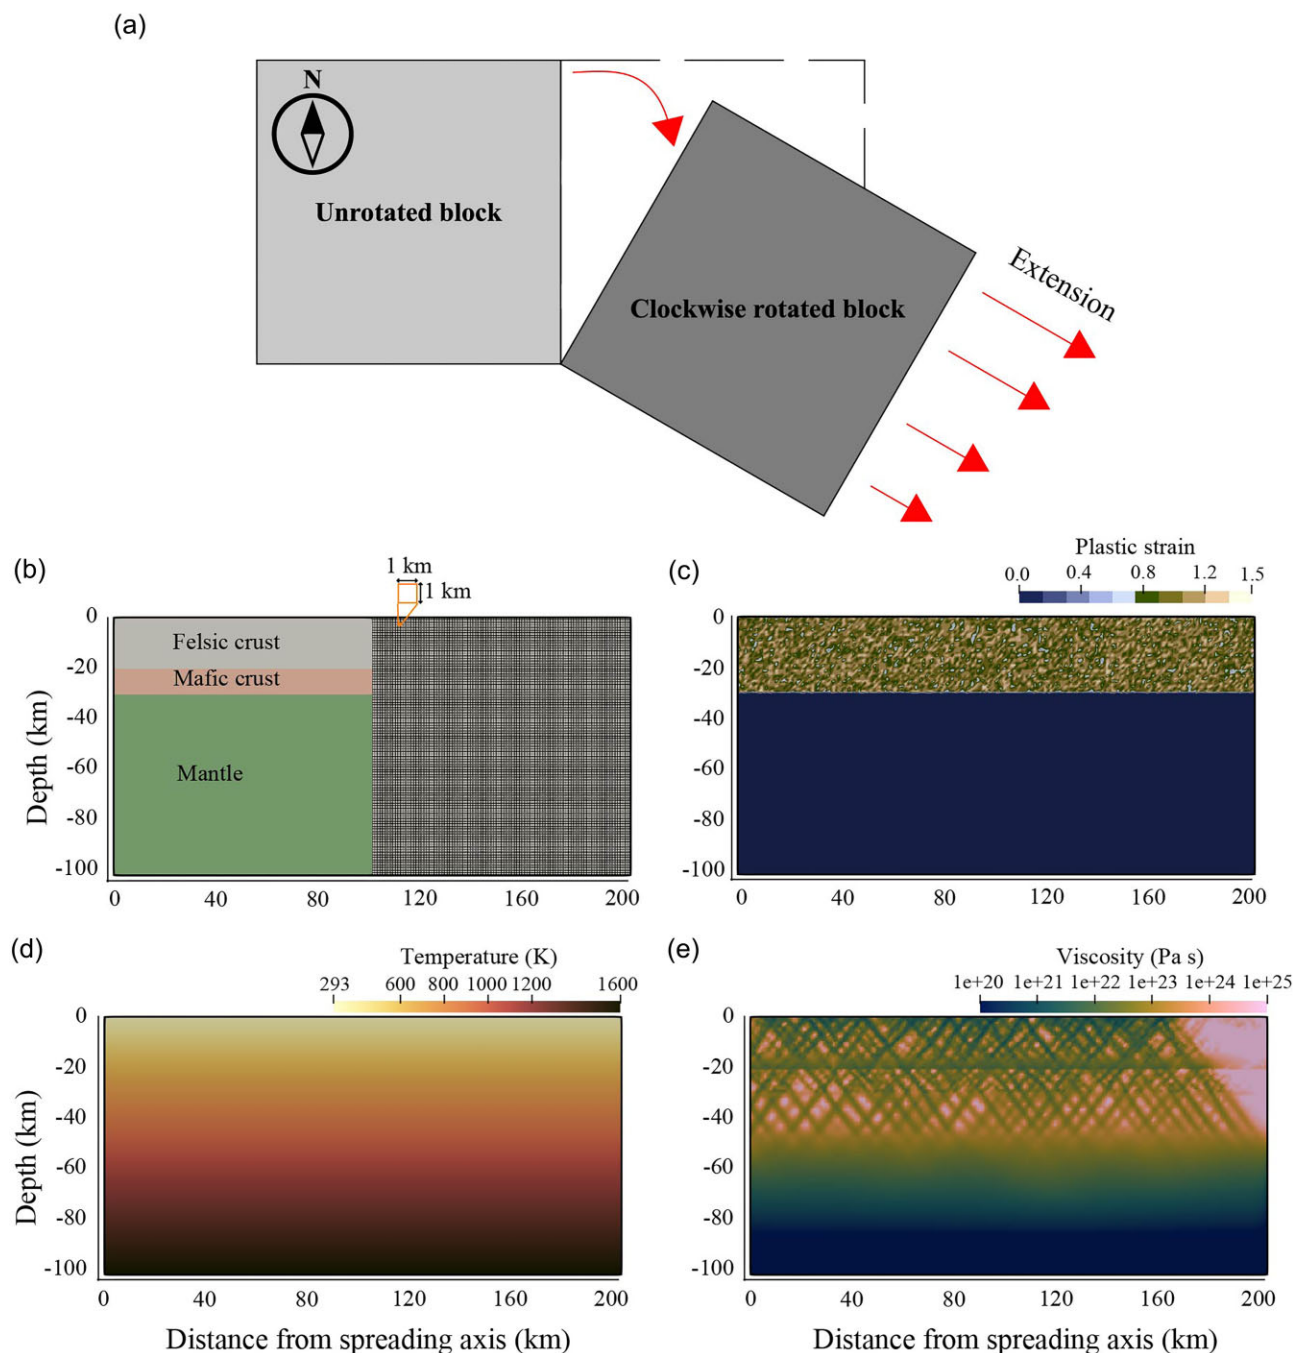 (a)
N
Unrotated block
Clockwise rotated block
Extension
(b)
1 km
1 km
0
-20
-40
-60
-80
-100
Depth (km)
Felsic crust
Mafic crust
Mantle
0 40 80 120 160 200
(c)
Plastic strain
0.0 0.4 0.8 1.2 1.5
0
-20
-40
-60
-80
-100
0 40 80 120 160 200
(d)
Temperature (K)
293 600 800 1000 1200 1600
0
-20
-40
-60
-80
-100
Depth (km)
0 40 80 120 160 200
Distance from spreading axis (km)
(e)
Viscosity (Pa s)
1e+20 1e+21 1e+22 1e+23 1e+24 1e+25
0
-20
-40
-60
-80
-100
0 40 80 120 160 200
Distance from spreading axis (km)